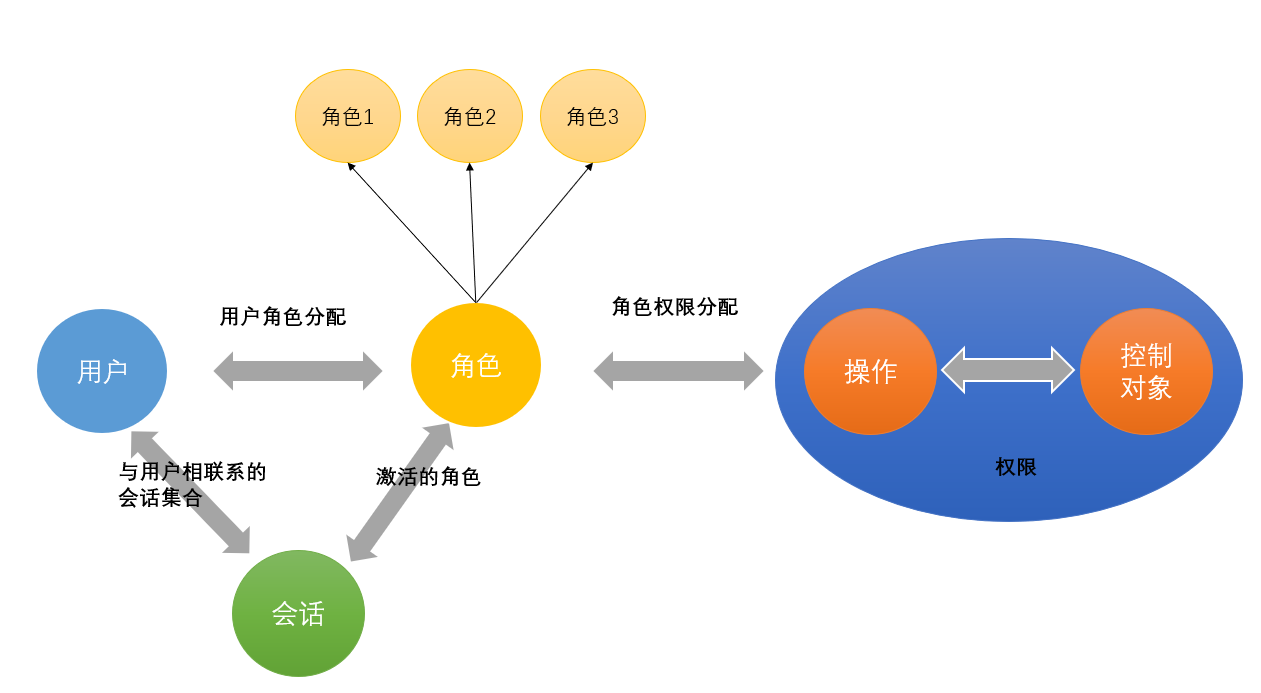 角色1
角色2
角色3
用户角色分配
角色权限分配
用户
角色
操作
控制
对象
权限
与用户相联系的
会话集合
激活的角色
会话